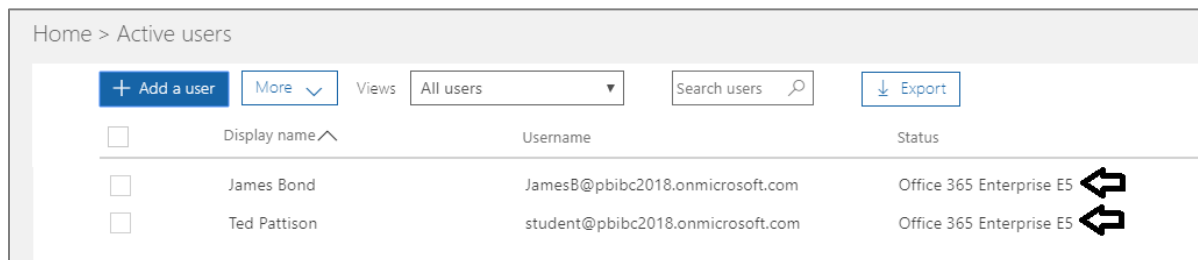 Home > Active users
+ Add a user More Views All users Search users Export
Display name Username Status
James Bond JamesB@pbibc2018.onmicrosoft.com Office 365 Enterprise E5
Ted Pattison student@pbibc2018.onmicrosoft.com Office 365 Enterprise E5